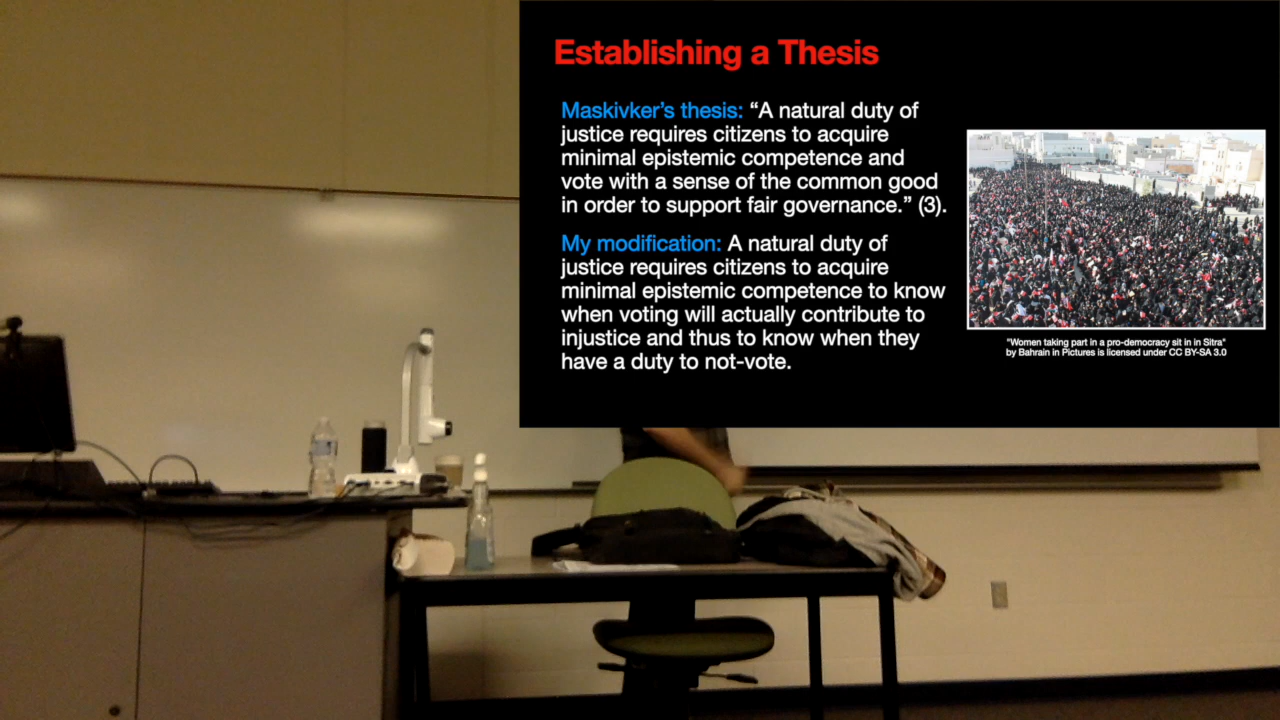 Establishing a Thesis
Maskivker's thesis: “A natural duty of
justice requires citizens to acquire
minimal epistemic competence and
vote with a sense of the common good
in order to support fair governance.” (3).
My modification: A natural duty of
justice requires citizens to acquire
minimal epistemic competence to know
when voting will actually contribute to
injustice and thus to know when they
have a duty to not-vote.
"Women taking part in a pro-democracy sit in in Sitra"
by Bahrain in Pictures is licensed under CC BY-SA 3.0